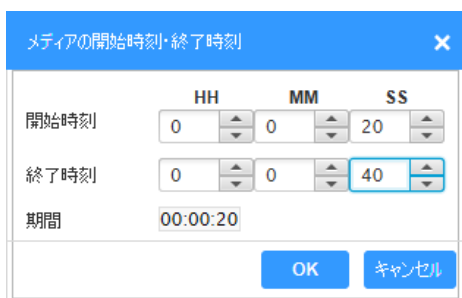 メディアの開始時刻・終了時刻 ×
HH MM SS
開始時刻 0 0 20
終了時刻 0 0 40
期間 00:00:20
OK キャンセル